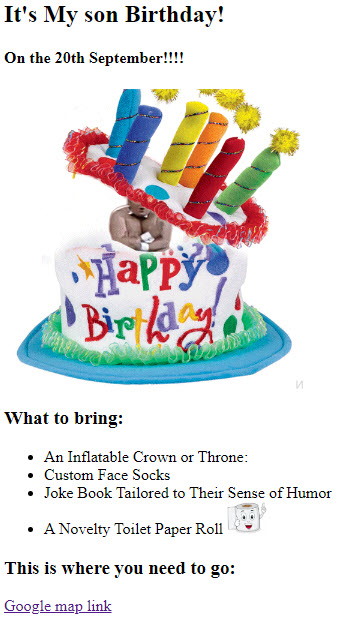 It's My son Birthday!
On the 20th September!!!!
Happy
Birthday!
What to bring:
An Inflatable Crown or Throne:
Custom Face Socks
Joke Book Tailored to Their Sense of Humor
A Novelty Toilet Paper Roll
This is where you need to go:
Google map link